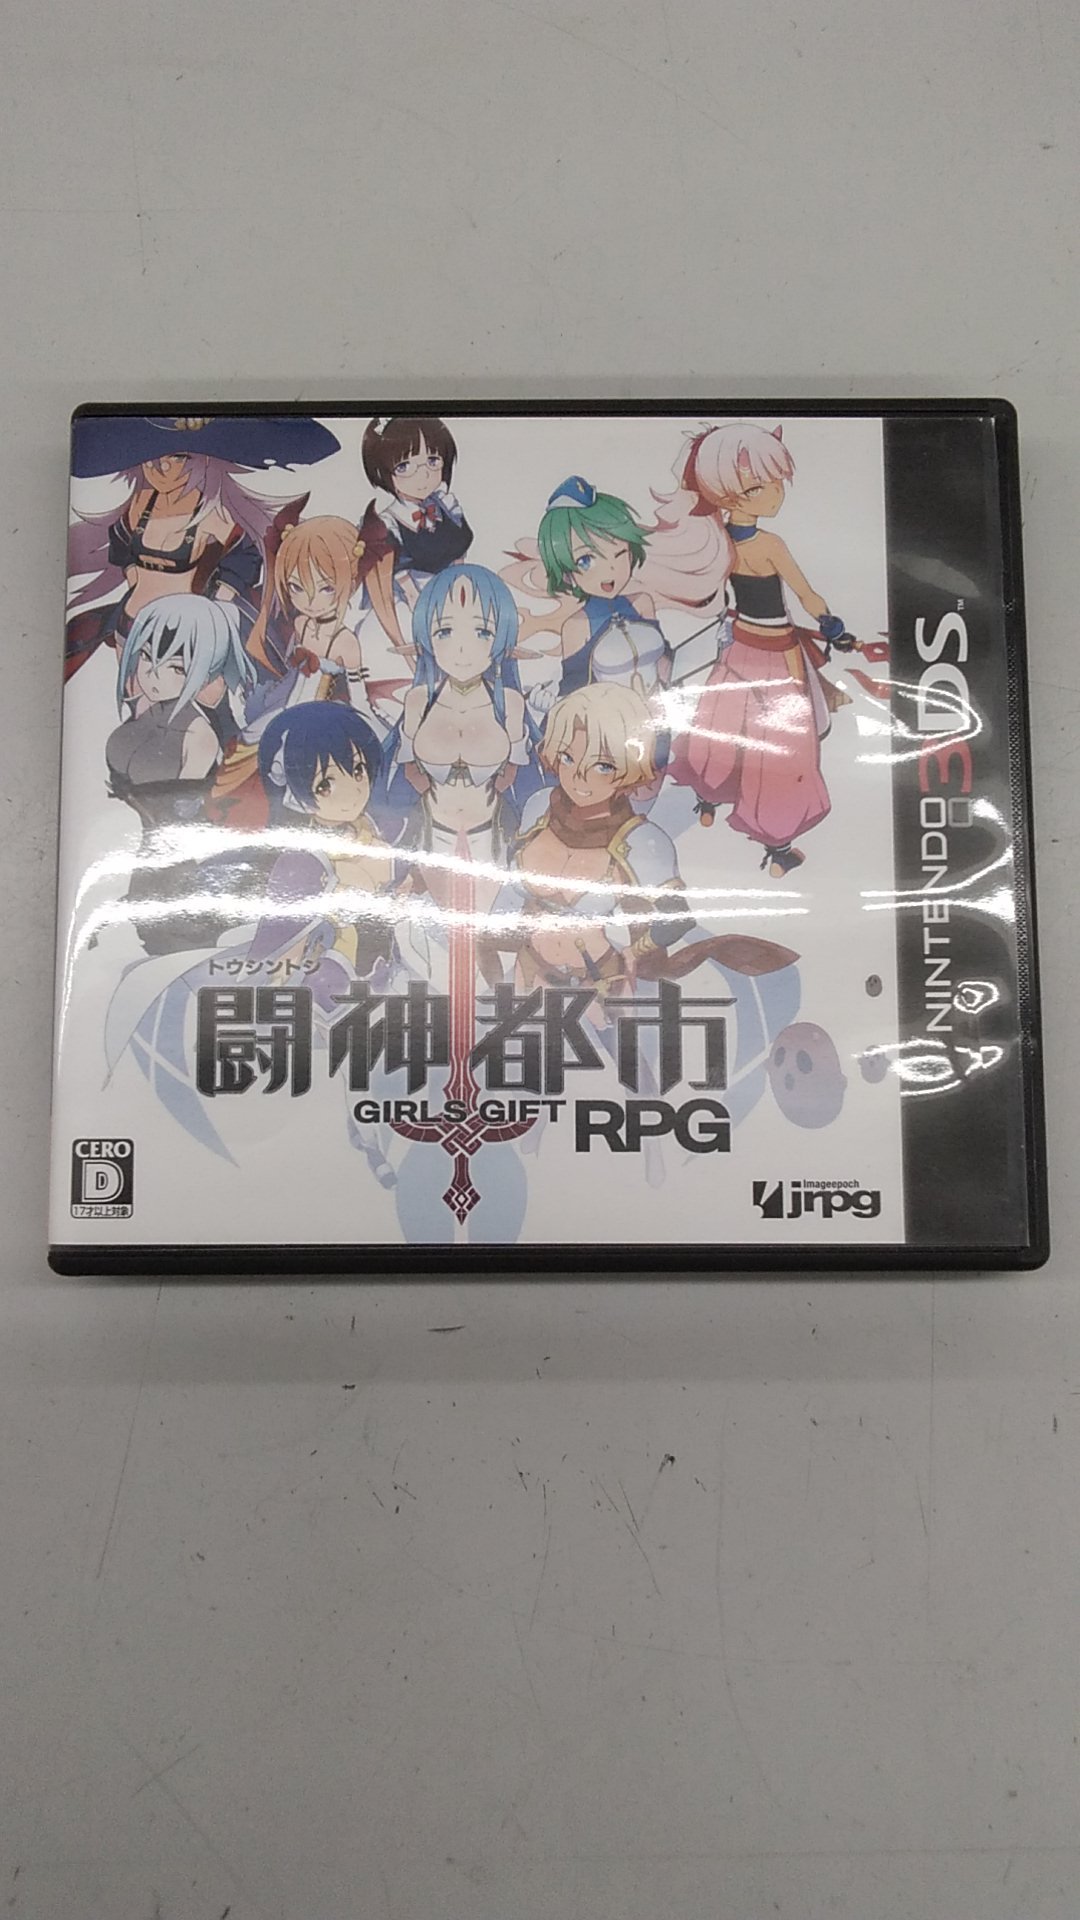 トウシントシ
闘神都市
GIRLS GIFT RPG
CERO
D
17才以上対象
Imageepoch
jrpg
NINTENDO 3DS™